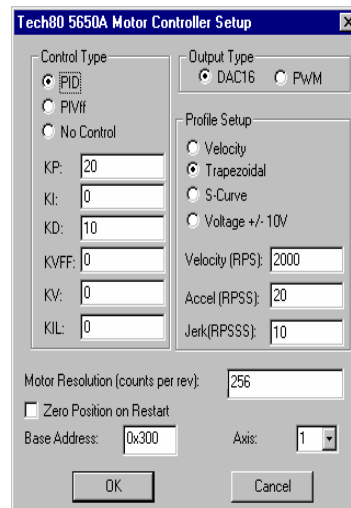 Tech80 5650A Motor Controller Setup
Control Type
PID
PIVff
No Control
KP: 20
KI: 0
KD: 10
KVFF: 0
KV: 0
KIL: 0
Output Type
DAC16 PWM
Profile Setup
Velocity
Trapezoidal
S-Curve
Voltage +/- 10V
Velocity (RPS): 2000
Accel (RPSS): 20
Jerk(RPSSS): 10
Motor Resolution (counts per rev): 256
Zero Position on Restart
Base Address: 0x300 Axis: 1
OK Cancel